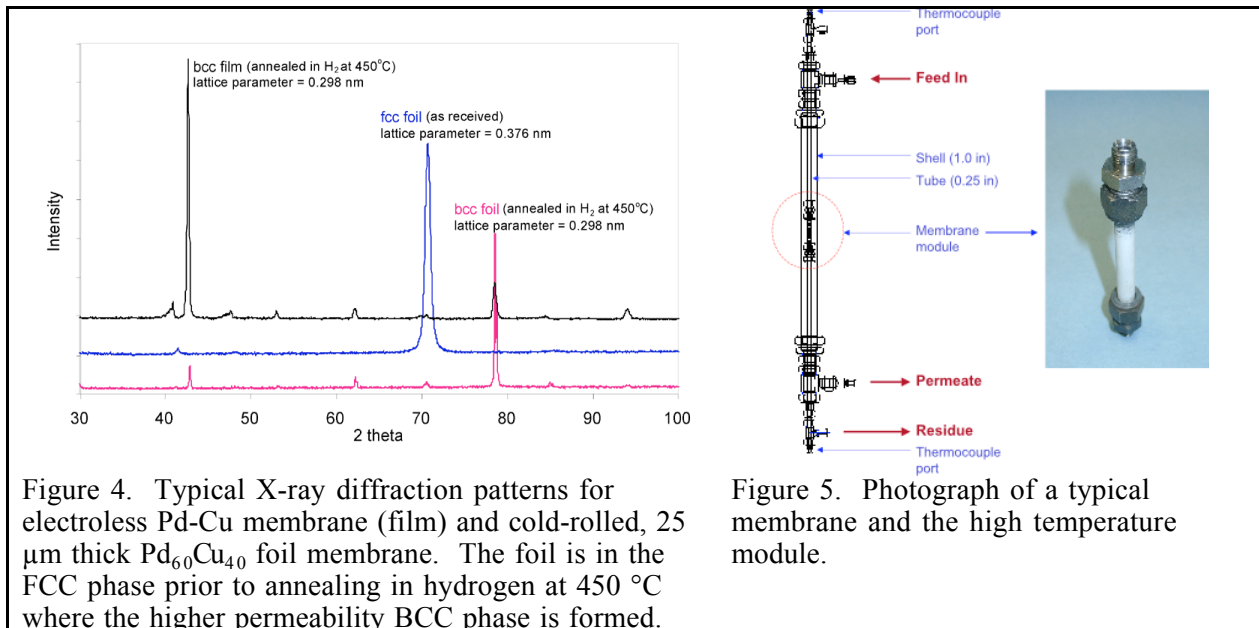 bcc film (annealed in H₂ at 450°C)
lattice parameter = 0.298 nm
fcc foil (as received)
lattice parameter = 0.376 nm
bcc foil (annealed in H₂ at 450°C)
lattice parameter = 0.298 nm
Intensity
30 40 50 60 70 80 90 100
2 theta
Figure 4. Typical X-ray diffraction patterns for
electroless Pd-Cu membrane (film) and cold-rolled, 25
µm thick Pd₆₀Cu₄₀ foil membrane. The foil is in the
FCC phase prior to annealing in hydrogen at 450 °C
where the higher permeability BCC phase is formed.
Thermocouple
port
Feed In
Shell (1.0 in)
Tube (0.25 in)
Membrane
module
Permeate
Residue
Thermocouple
port
Figure 5. Photograph of a typical
membrane and the high temperature
module.